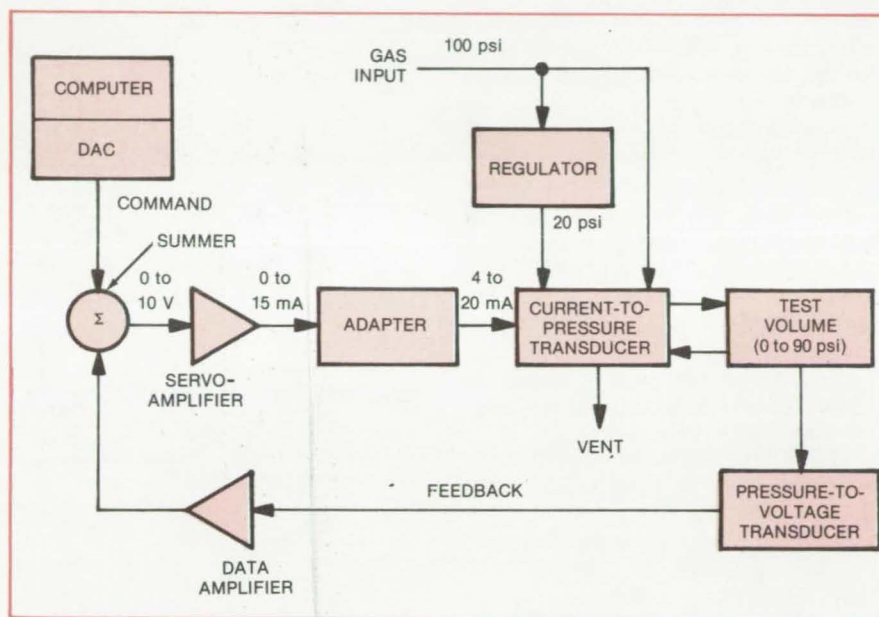 GAS
INPUT
100 psi
COMPUTER
DAC
REGULATOR
COMMAND
20 psi
SUMMER
0 to
10 V
0 to
15 mA
4 to
20 mA
Σ
ADAPTER
CURRENT-TO-
PRESSURE
TRANSDUCER
TEST
VOLUME
(0 to 90 psi)
SERVO-
AMPLIFIER
VENT
FEEDBACK
PRESSURE-TO-
VOLTAGE
TRANSDUCER
DATA
AMPLIFIER